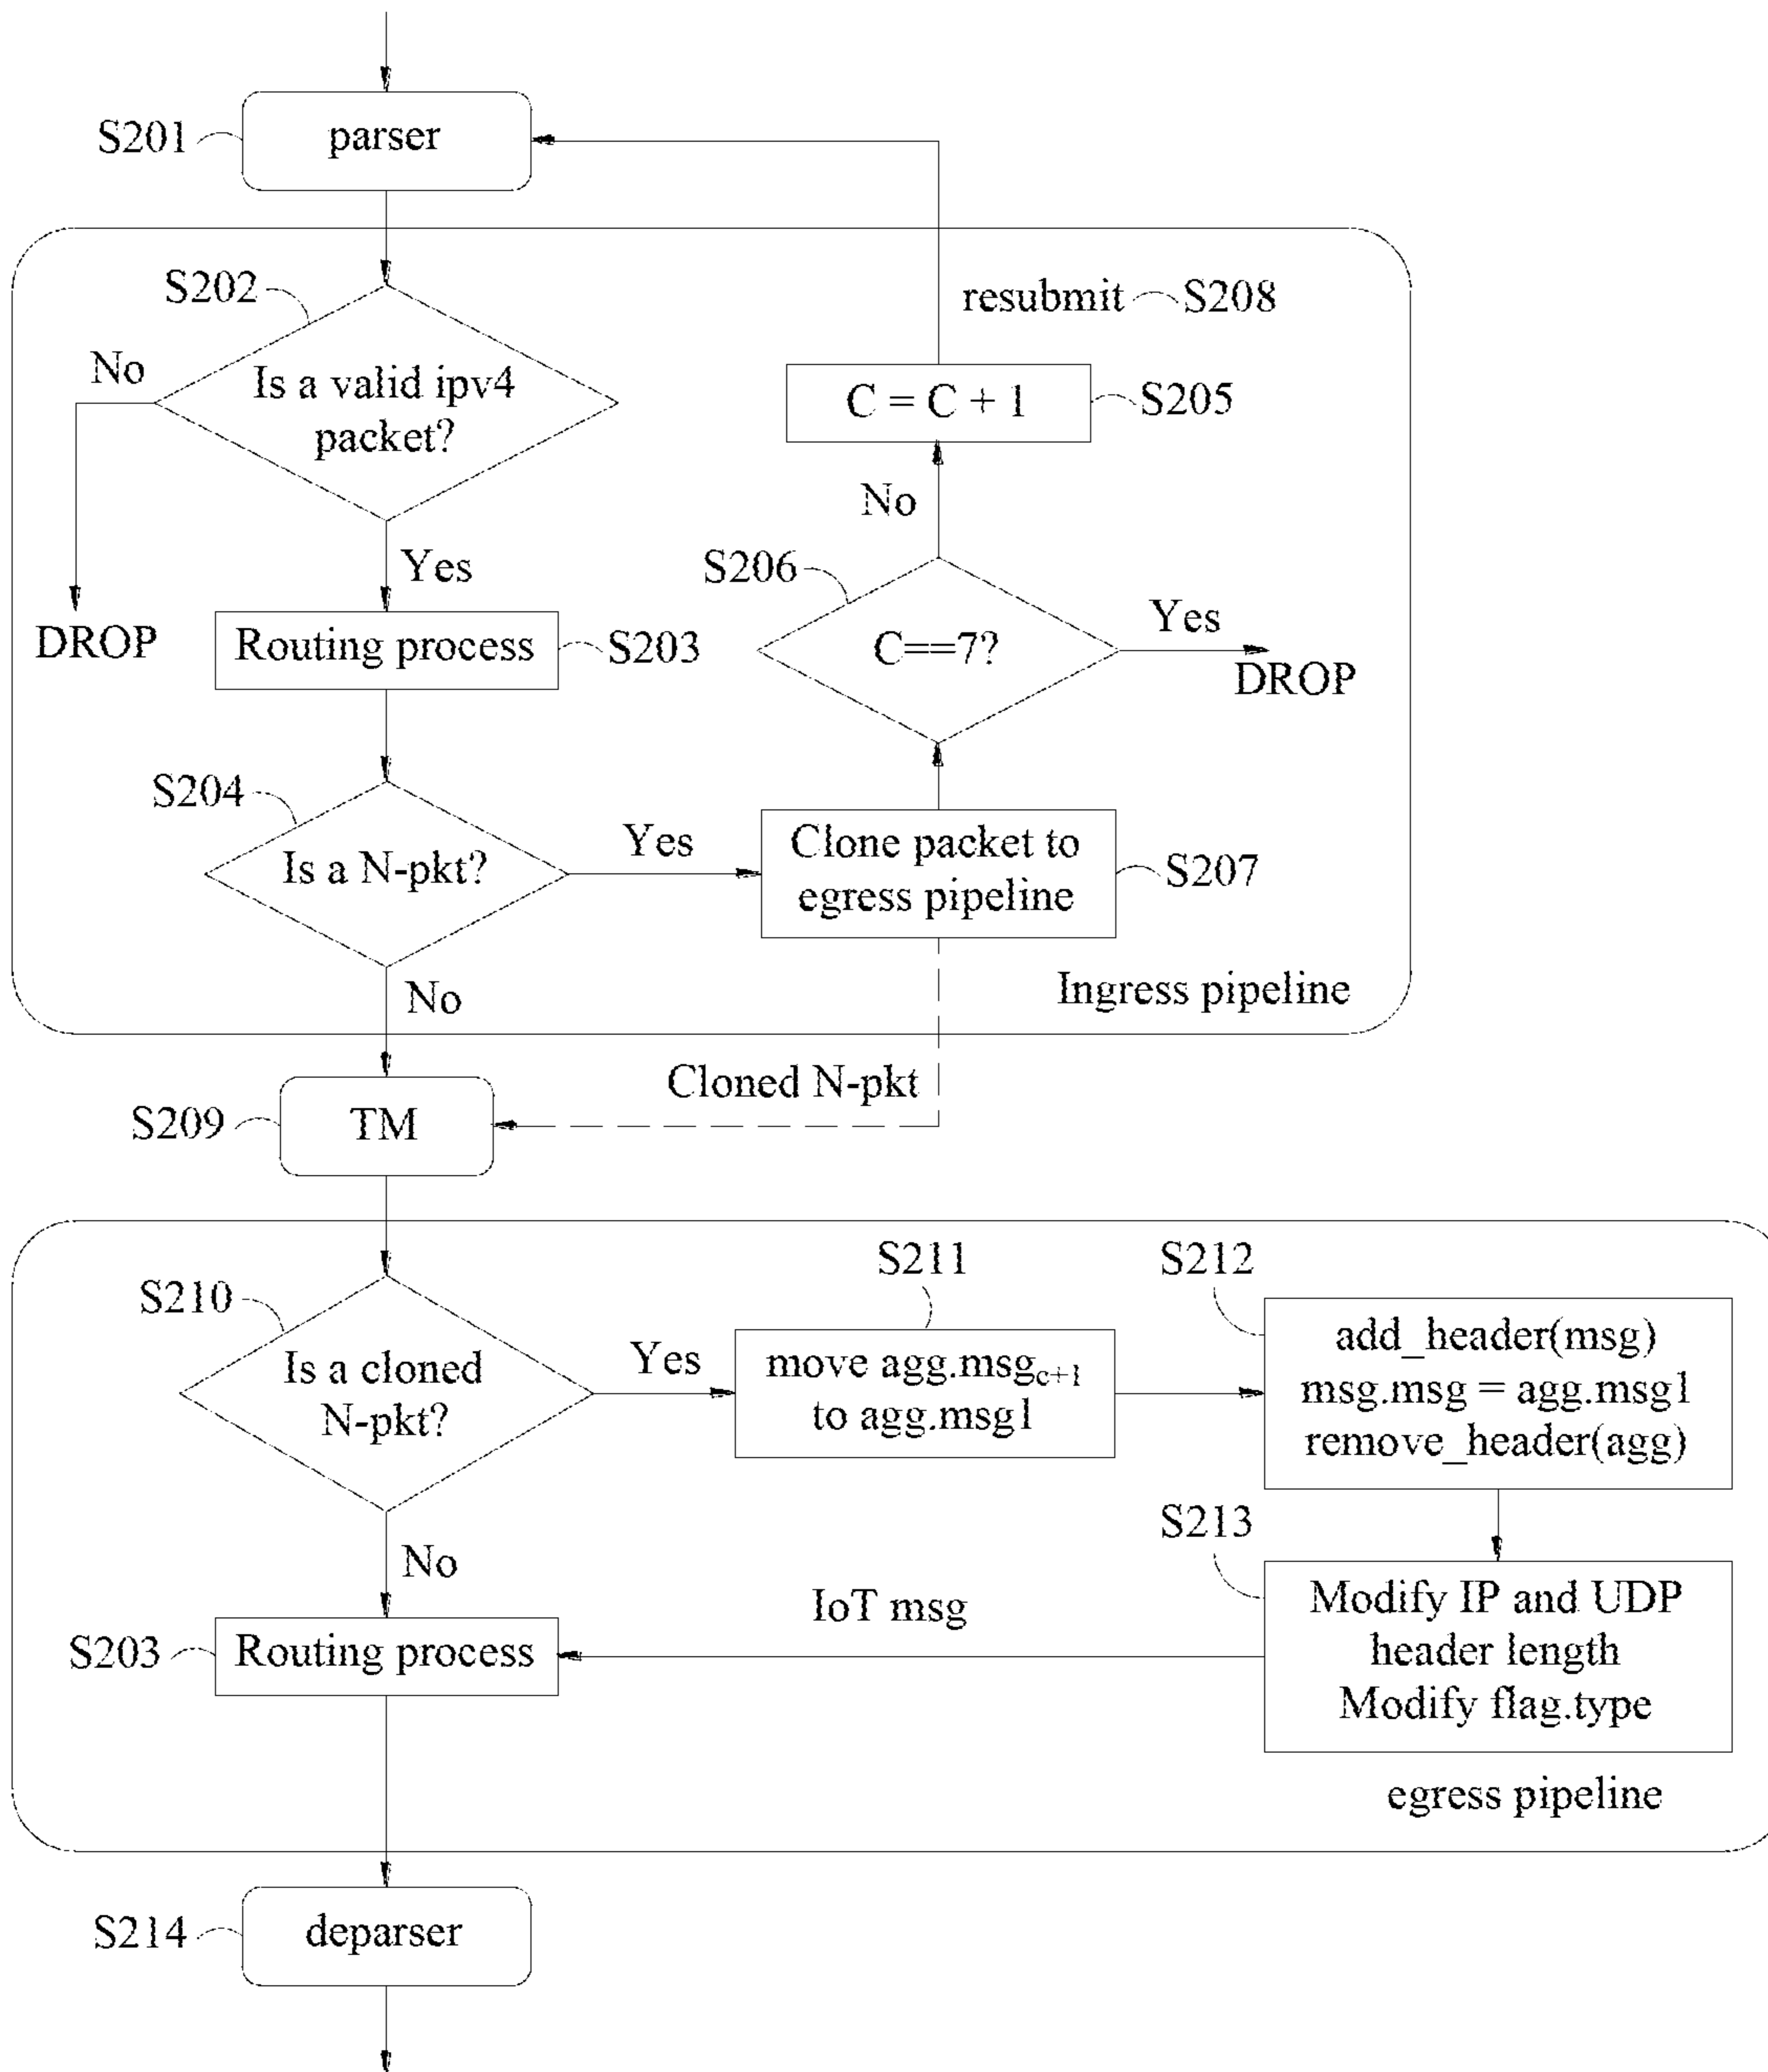 S201
parser
S202
resubmit
S208
No
Is a valid ipv4
packet?
C = C + 1
S205
No
Yes
S206
DROP
Routing process
S203
C==7?
Yes
DROP
S204
Is a N-pkt?
Yes
Clone packet to
egress pipeline
S207
No
Ingress pipeline
Cloned N-pkt
S209
TM
S210
S211
S212
Is a cloned
N-pkt?
Yes
move agg.msgc+1
to agg.msg1
add_header(msg)
msg.msg = agg.msg1
remove_header(agg)
S213
No
IoT msg
Modify IP and UDP
header length
Modify flag.type
S203
Routing process
egress pipeline
S214
deparser